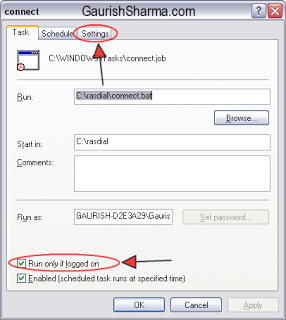 connect
GaurishSharma.com
Task
Schedule
Settings
C:\WINDOWS\Tasks\connect.job
Run:
C:\rasdial\connect.bat
Browse...
Start in:
C:\rasdial
Comments:
Run as:
GAURISH-D2E3A29\Gauris
Set password...
Run only if logged on
Enabled (scheduled task runs at specified time)
OK
Cancel
Apply